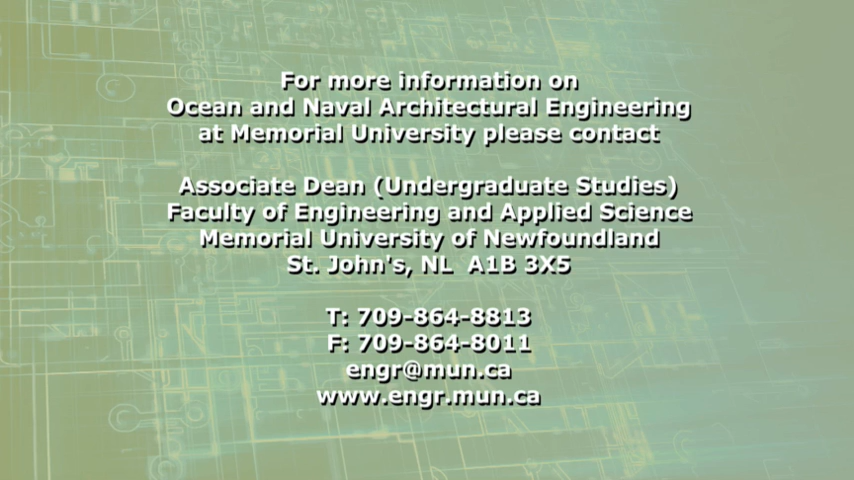 For more information on
Ocean and Naval Architectural Engineering
at Memorial University please contact
Associate Dean (Undergraduate Studies)
Faculty of Engineering and Applied Science
Memorial University of Newfoundland
St. John's, NL  A1B 3X5
T: 709-864-8813
F: 709-864-8011
engr@mun.ca
www.engr.mun.ca